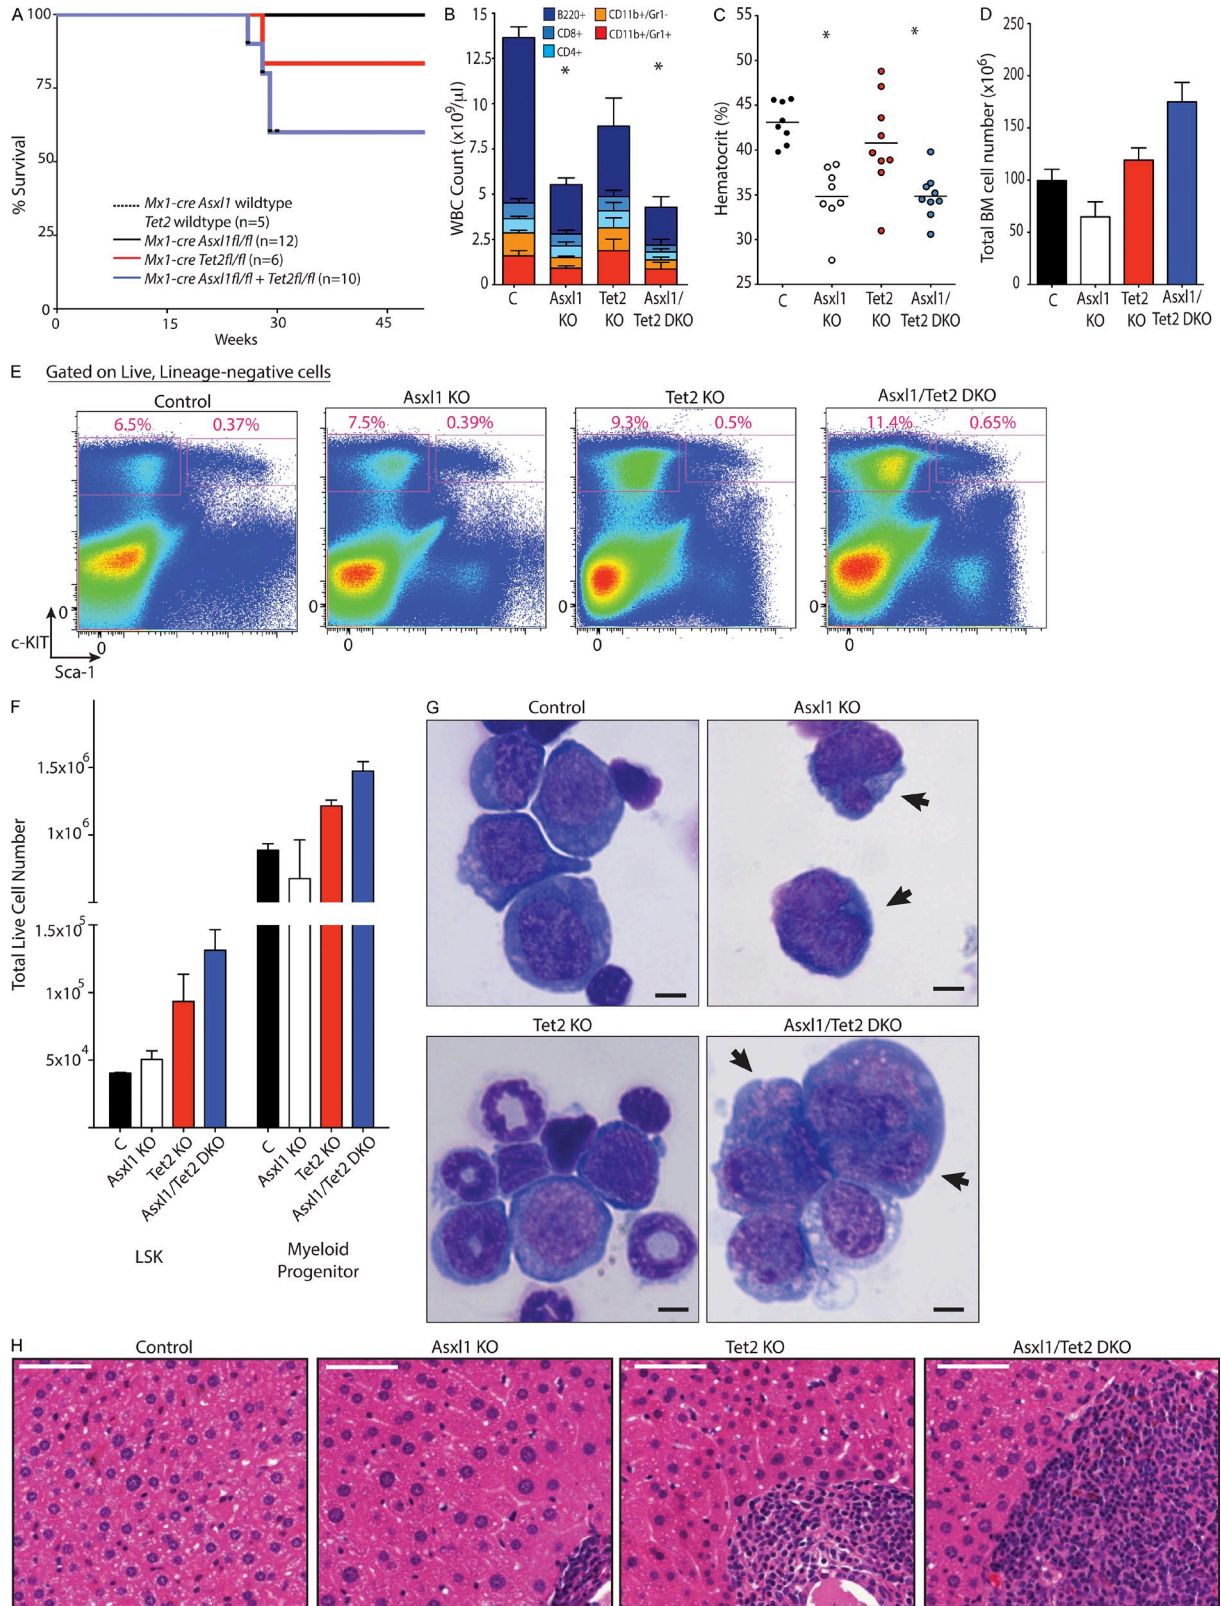 A
100
75
50
25
0
% Survival
0 15 30 45
Weeks
Mx1-cre Asxl1 wildtype
Tet2 wildtype (n=5)
Mx1-cre Asxl1fl/fl (n=12)
Mx1-cre Tet2fl/fl (n=6)
Mx1-cre Asxl1fl/fl + Tet2fl/fl (n=10)
B
15
12.5
10
7.5
5
2.5
0
WBC Count (x10⁹/μl)
B220+ CD11b+/Gr1-
CD8+ CD11b+/Gr1+
CD4+
* *
C Asxl1 Tet2 Asxl1/
KO KO Tet2 DKO
C
55
45
40
35
30
25
Hematocrit (%)
* *
C Asxl1 Tet2 Asxl1/
KO KO Tet2 DKO
D
250
200
150
100
50
0
Total BM cell number (x10⁶)
C Asxl1 Tet2 Asxl1/
KO KO Tet2 DKO
E Gated on Live, Lineage-negative cells
Control Asxl1 KO Tet2 KO Asxl1/Tet2 DKO
6.5% 0.37% 7.5% 0.39% 9.3% 0.5% 11.4% 0.65%
0 0 0 0
0 0 0 0
c-KIT
Sca-1
F
1.5x10⁶
1x10⁶
1.5x10⁵
1x10⁵
5x10⁴
Total Live Cell Number
C Asxl1 KO Tet2 KO Asxl1/Tet2 DKO C Asxl1 KO Tet2 KO Asxl1/Tet2 DKO
LSK
Myeloid
Progenitor
G
Control Asxl1 KO
Tet2 KO Asxl1/Tet2 DKO
H
Control Asxl1 KO Tet2 KO Asxl1/Tet2 DKO